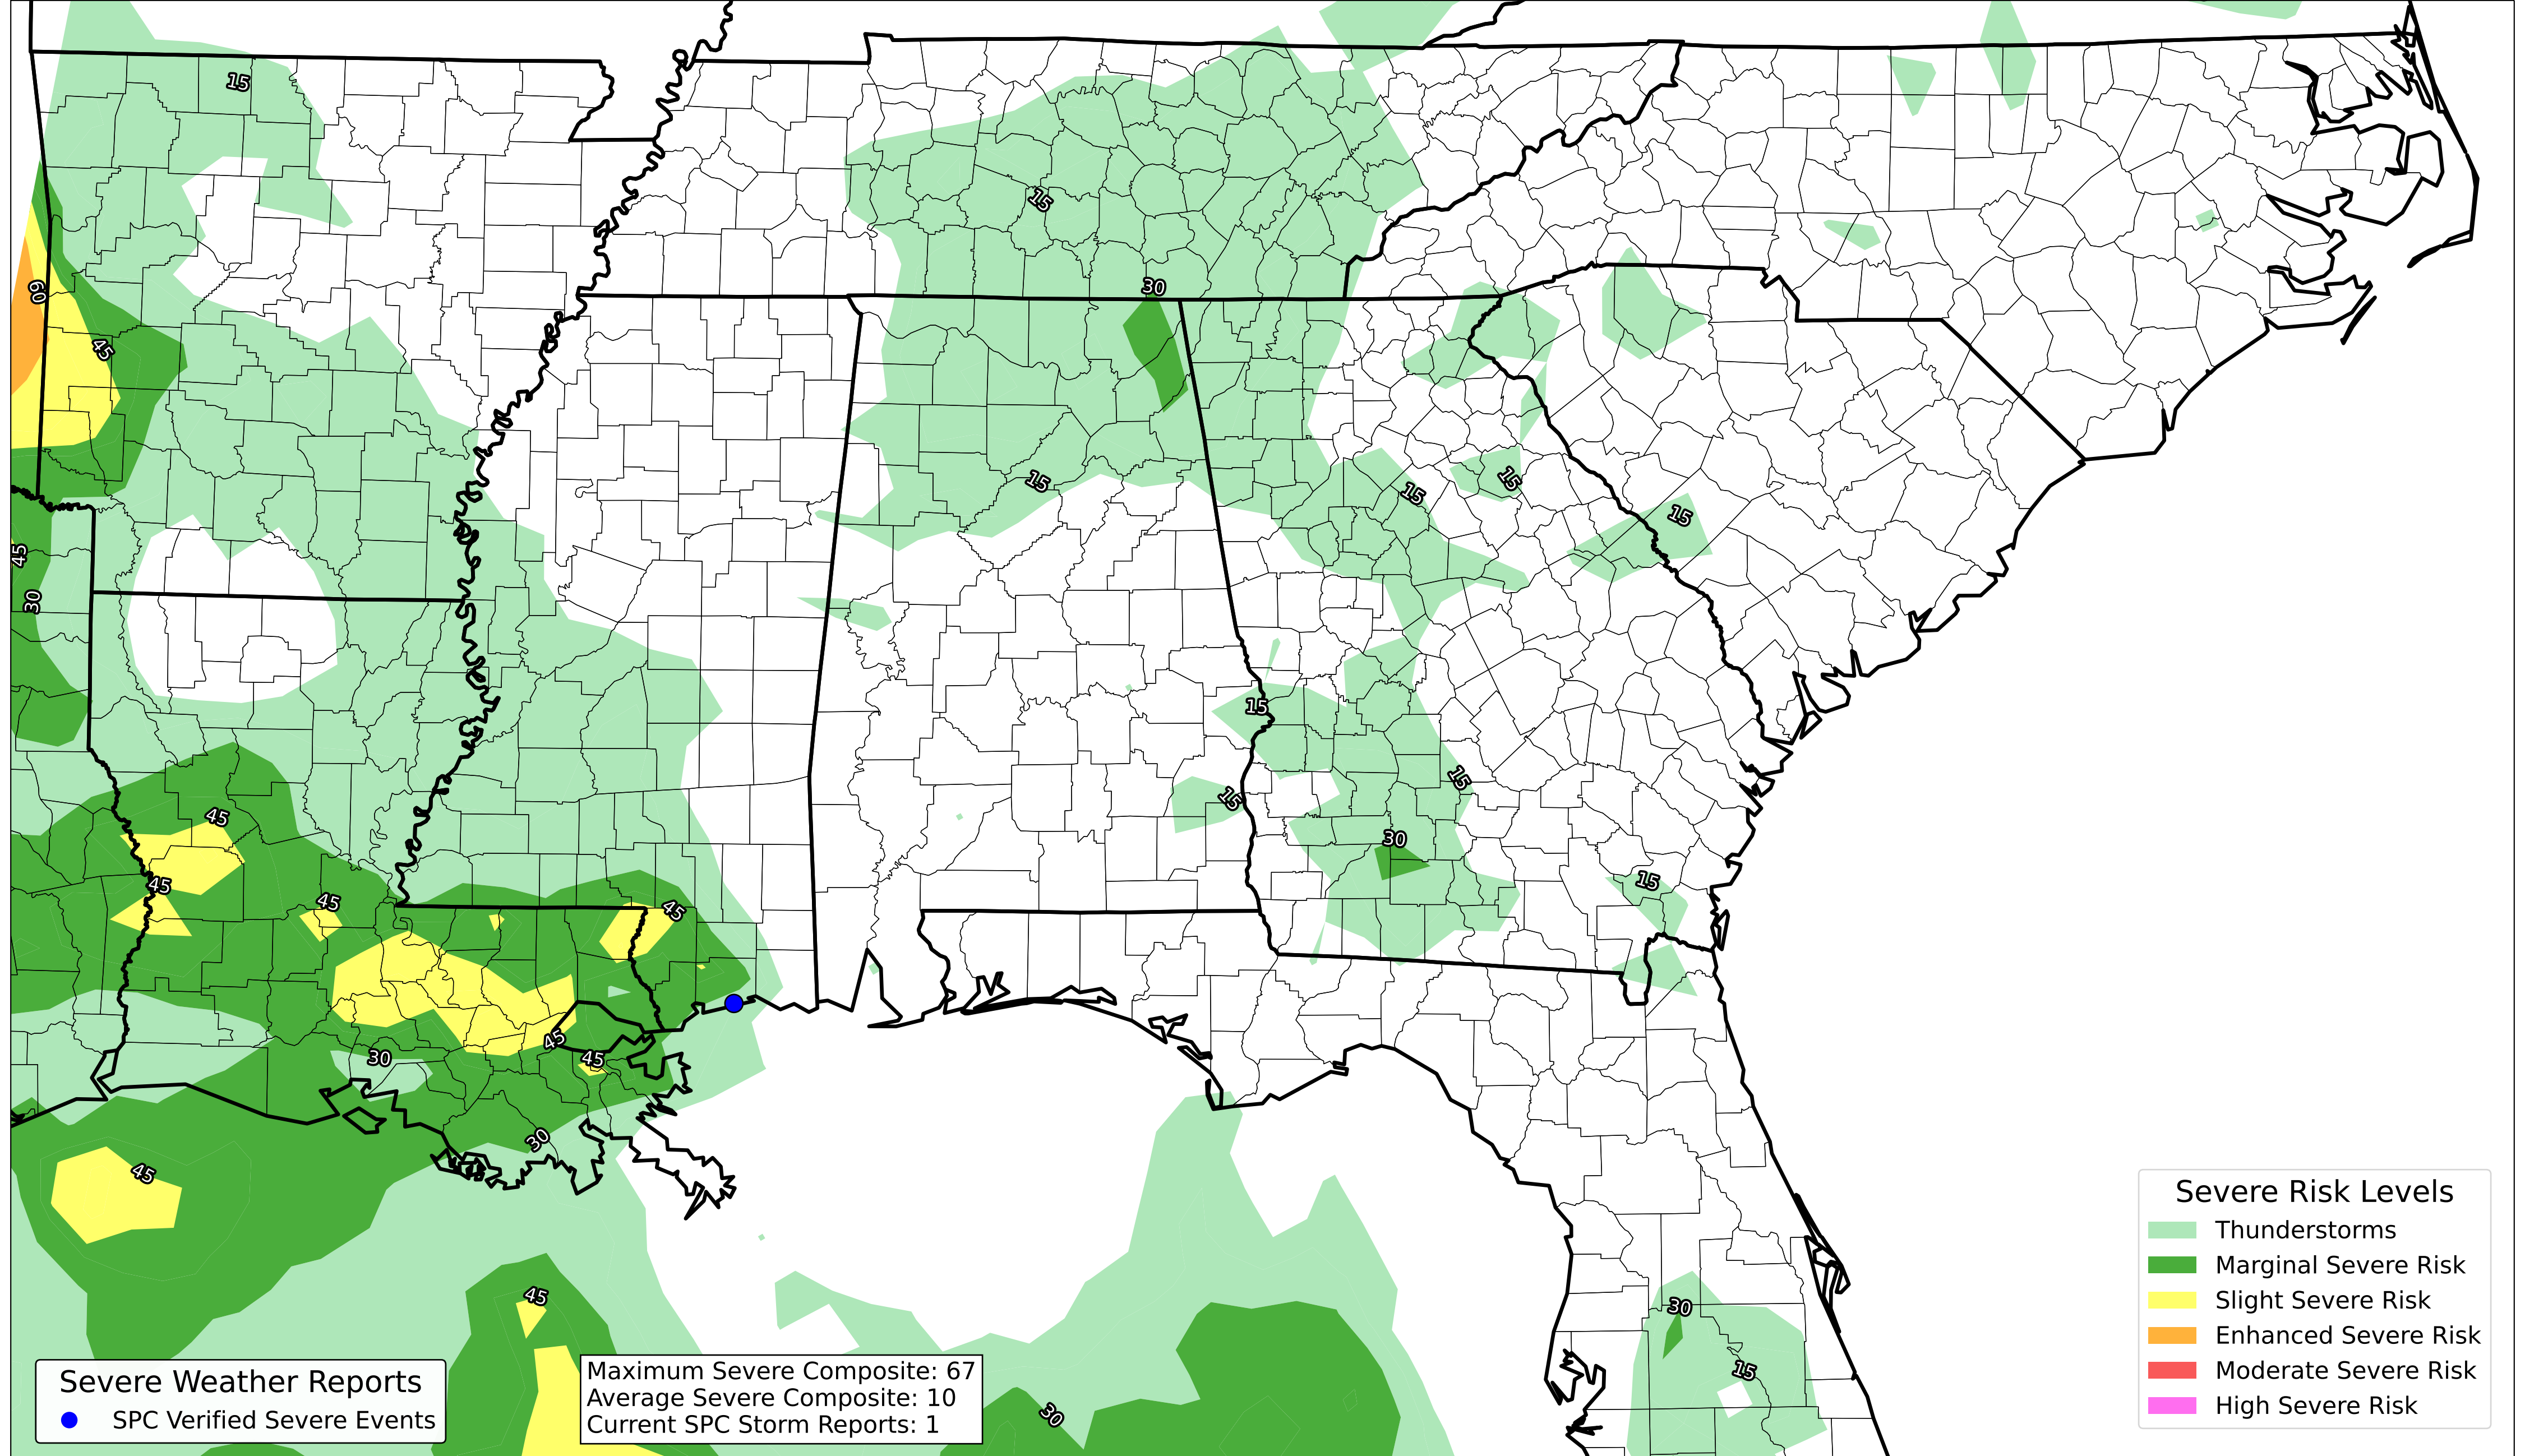 15
15
60
30
45
15
15
15
15
45
30
15
15
45
15
15
30
45
15
45
45
45
30
45
30
45
45
30
15
30
Severe Risk Levels
Thunderstorms
Marginal Severe Risk
Slight Severe Risk
Enhanced Severe Risk
Moderate Severe Risk
High Severe Risk
Severe Weather Reports
SPC Verified Severe Events
Maximum Severe Composite: 67
Average Severe Composite: 10
Current SPC Storm Reports: 1